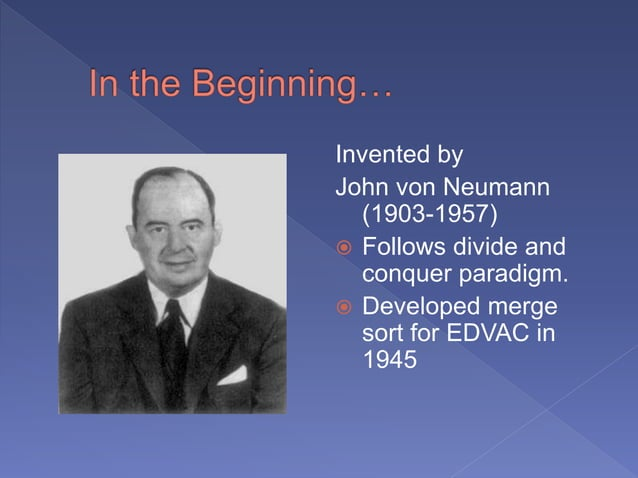 In the Beginning…
Invented by
John von Neumann
(1903-1957)
Follows divide and
conquer paradigm.
Developed merge
sort for EDVAC in
1945